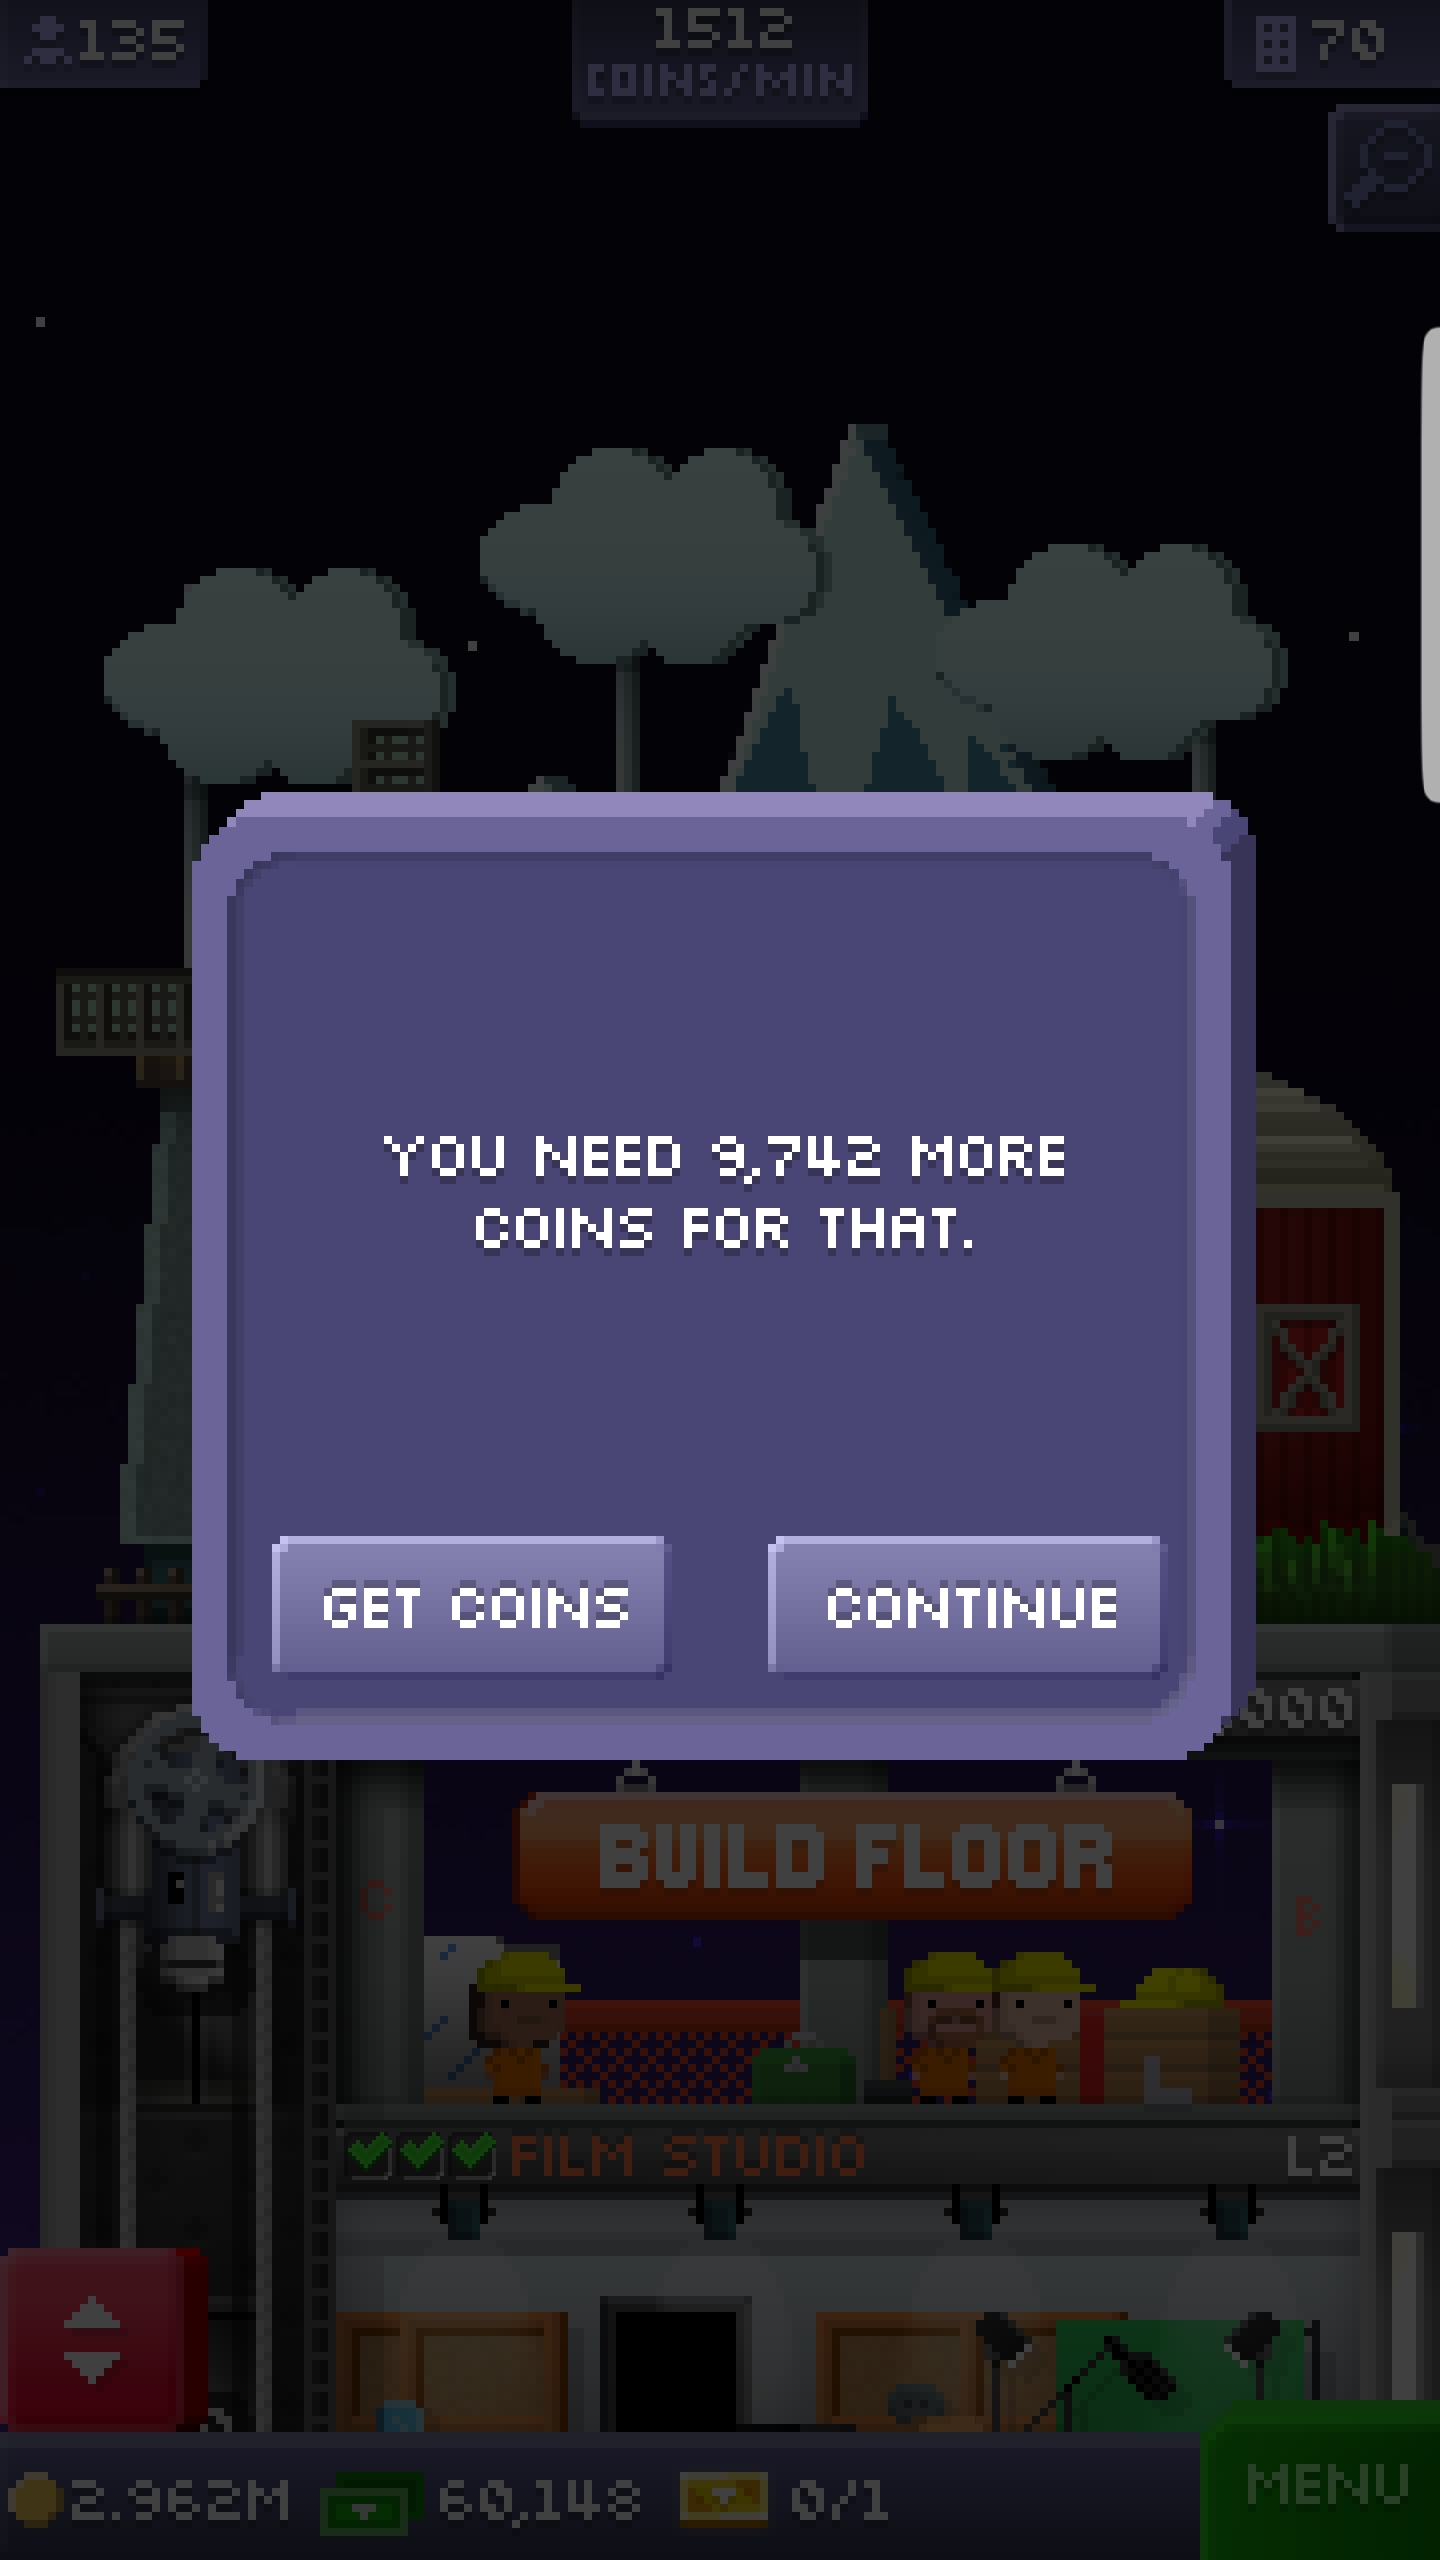 135
1512
COINS/MIN
70
YOU NEED 9,742 MORE
COINS FOR THAT.
GET COINS
CONTINUE
000
BUILD FLOOR
C
B
FILM STUDIO
L2
2.962M
60,148
0/1
MENU